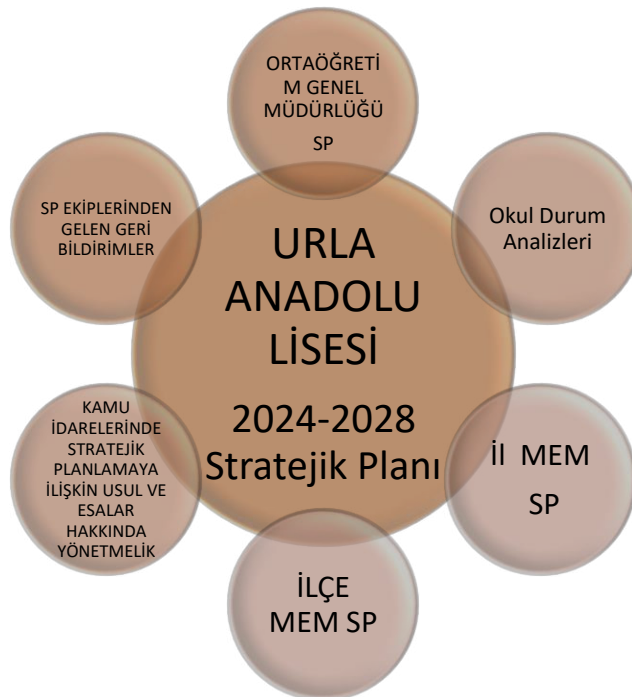 ORTAÖĞRETİ
M GENEL
MÜDÜRLÜĞÜ
SP
Okul Durum
Analizleri
İl MEM
SP
İLÇE
MEM SP
KAMU
İDARELERİNDE
STRATEJİK
PLANLAMAYA
İLİŞKİN USUL VE
ESALAR
HAKKINDA
YÖNETMELİK
SP EKİPLERİNDEN
GELEN GERİ
BİLDİRİMLER
URLA
ANADOLU
LİSESİ
2024-2028
Stratejik Planı